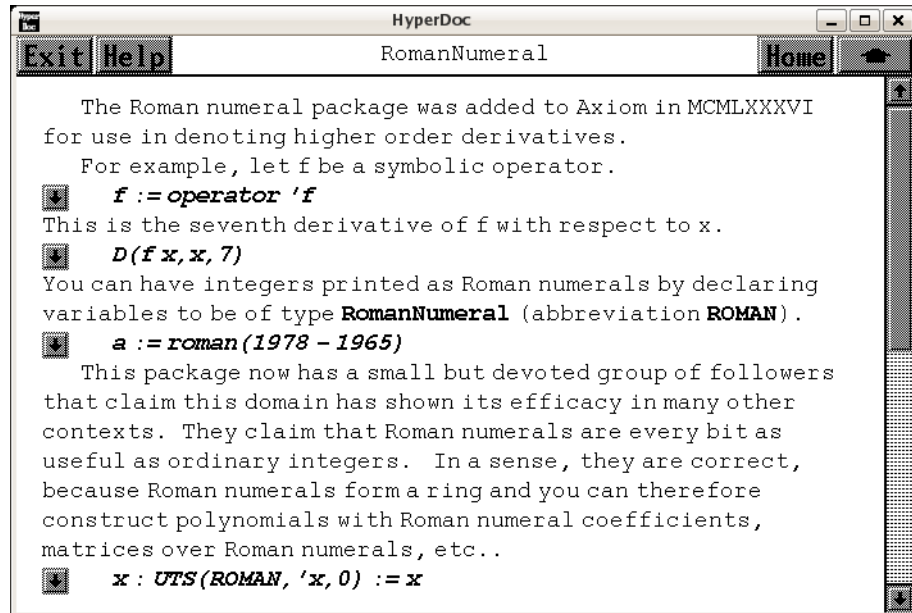 Hyper Doc
HyperDoc
Exit Help RomanNumeral Home
The Roman numeral package was added to Axiom in MCMLXXXVI
for use in denoting higher order derivatives.
For example, let f be a symbolic operator.
f := operator 'f
This is the seventh derivative of f with respect to x.
D(f x, x, 7)
You can have integers printed as Roman numerals by declaring
variables to be of type RomanNumeral (abbreviation ROMAN).
a := roman(1978 - 1965)
This package now has a small but devoted group of followers
that claim this domain has shown its efficacy in many other
contexts. They claim that Roman numerals are every bit as
useful as ordinary integers. In a sense, they are correct,
because Roman numerals form a ring and you can therefore
construct polynomials with Roman numeral coefficients,
matrices over Roman numerals, etc..
x : UTS(ROMAN, 'x, 0) := x